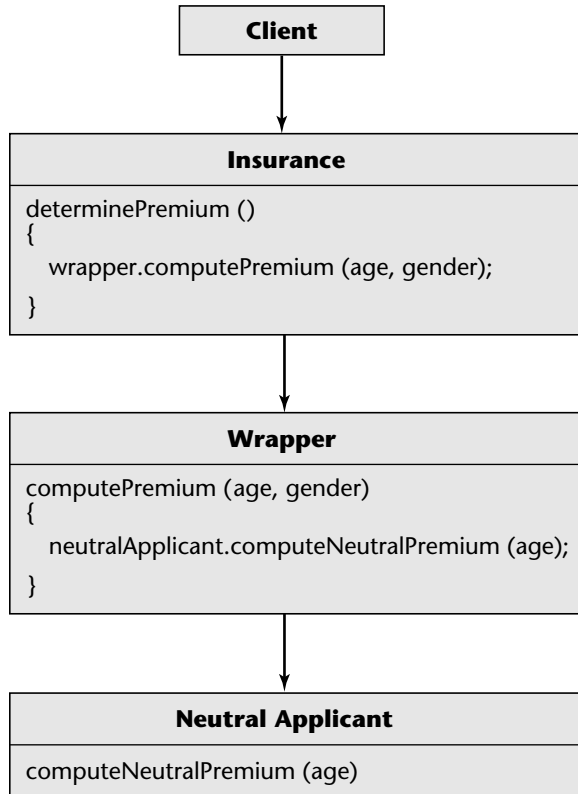 Client
Insurance
determinePremium ()
{
wrapper.computePremium (age, gender);
}
Wrapper
computePremium (age, gender)
{
neutralApplicant.computeNeutralPremium (age);
}
Neutral Applicant
computeNeutralPremium (age)